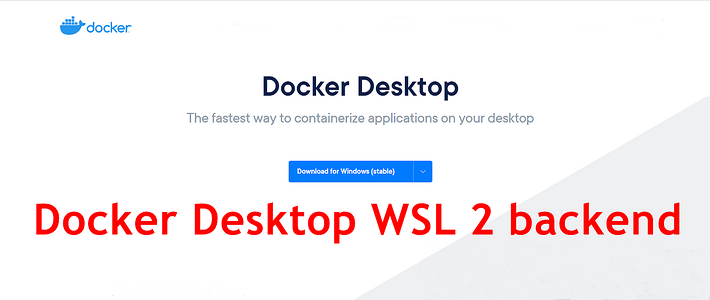 docker
Docker Desktop
The fastest way to containerize applications on your desktop
Download for Windows (stable)
Docker Desktop WSL 2 backend